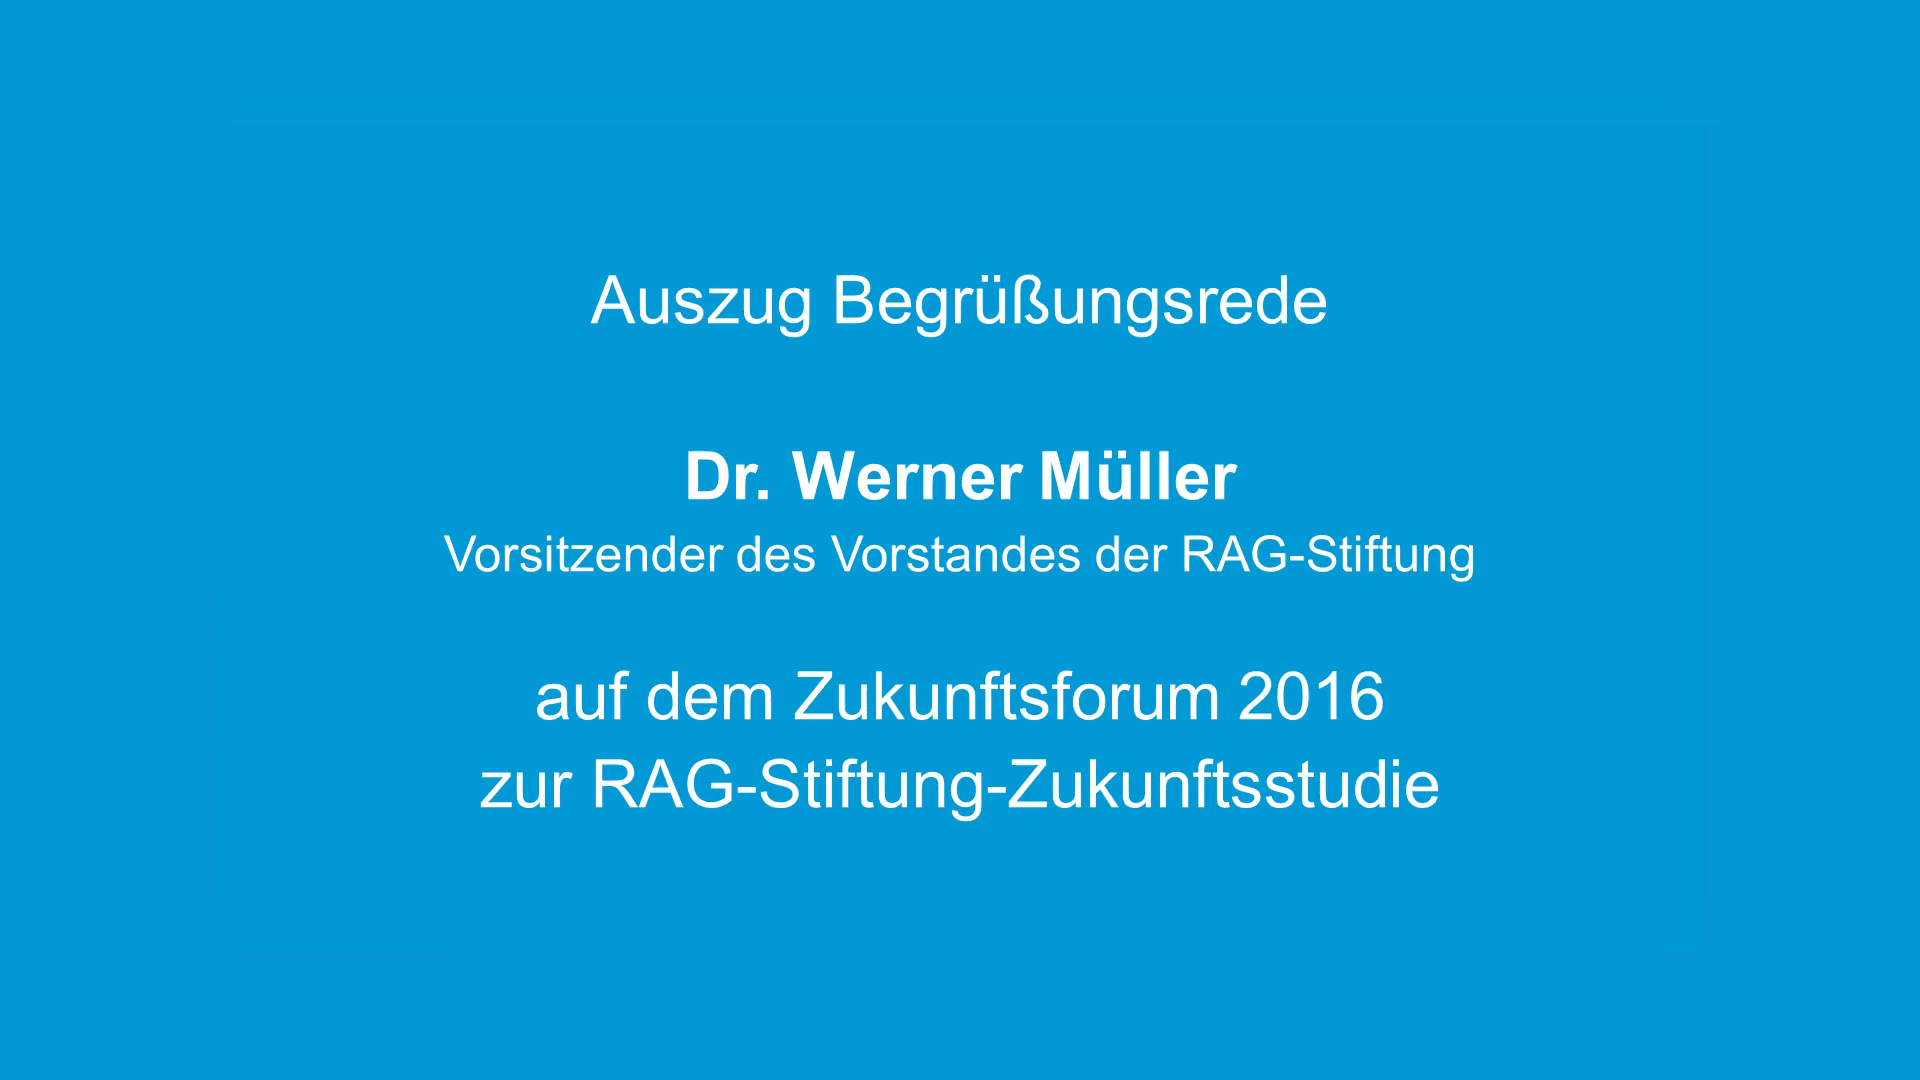 Auszug Begrüßungsrede
Dr. Werner Müller
Vorsitzender des Vorstandes der RAG-Stiftung
auf dem Zukunftsforum 2016
zur RAG-Stiftung-Zukunftsstudie